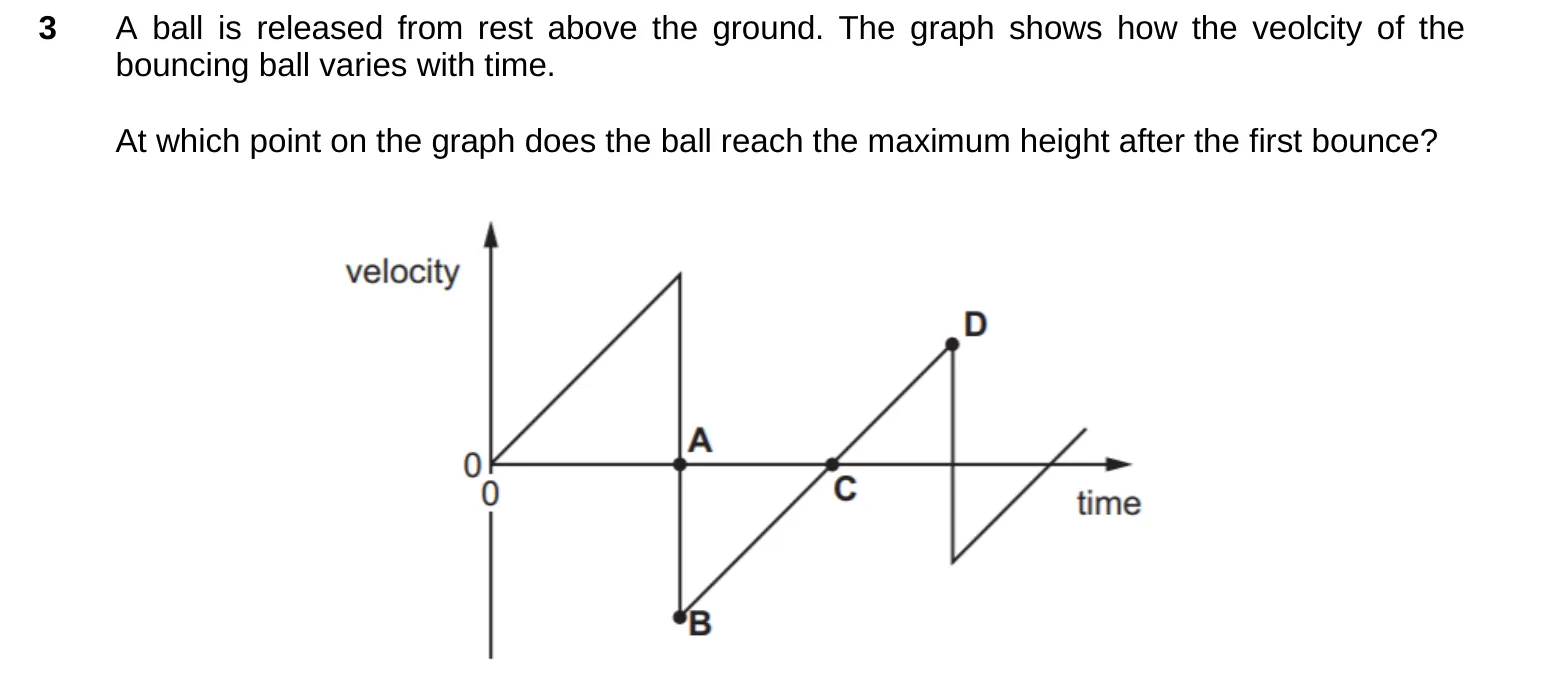 3 A ball is released from rest above the ground. The graph shows how the veolcity of the
bouncing ball varies with time.
At which point on the graph does the ball reach the maximum height after the first bounce?
velocity
D
A
0
C
0
time
B